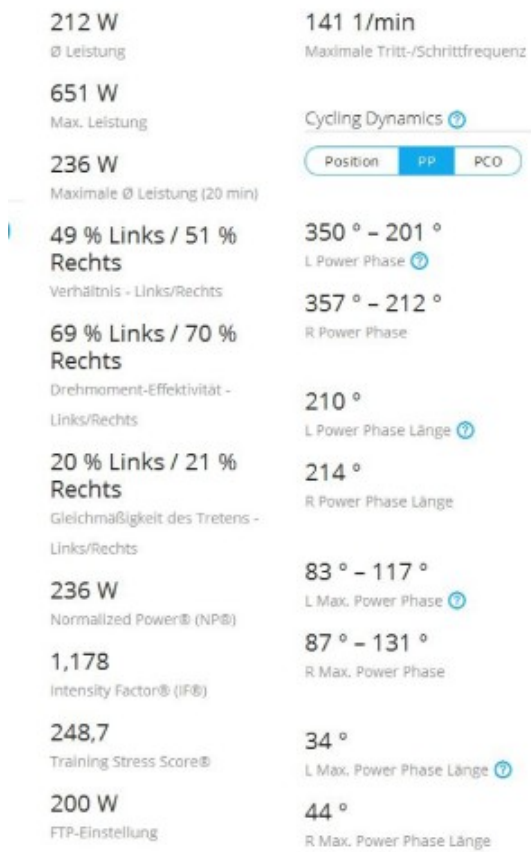 212 W
Ø Leistung
651 W
Max. Leistung
236 W
Maximale Ø Leistung (20 min)
49 % Links / 51 %
Rechts
Verhältnis - Links/Rechts
69 % Links / 70 %
Rechts
Drehmoment-Effektivität -
Links/Rechts
20 % Links / 21 %
Rechts
Gleichmäßigkeit des Tretens -
Links/Rechts
236 W
Normalized Power® (NP®)
1,178
Intensity Factor® (IF®)
248,7
Training Stress Score®
200 W
FTP-Einstellung
141 1/min
Maximale Tritt-/Schrittfrequenz
Cycling Dynamics ?
Position PP PCO
350 ° – 201 °
L Power Phase ?
357 ° – 212 °
R Power Phase
210 °
L Power Phase Länge ?
214 °
R Power Phase Länge
83 ° – 117 °
L Max. Power Phase ?
87 ° – 131 °
R Max. Power Phase
34 °
L Max. Power Phase Länge ?
44 °
R Max. Power Phase Länge